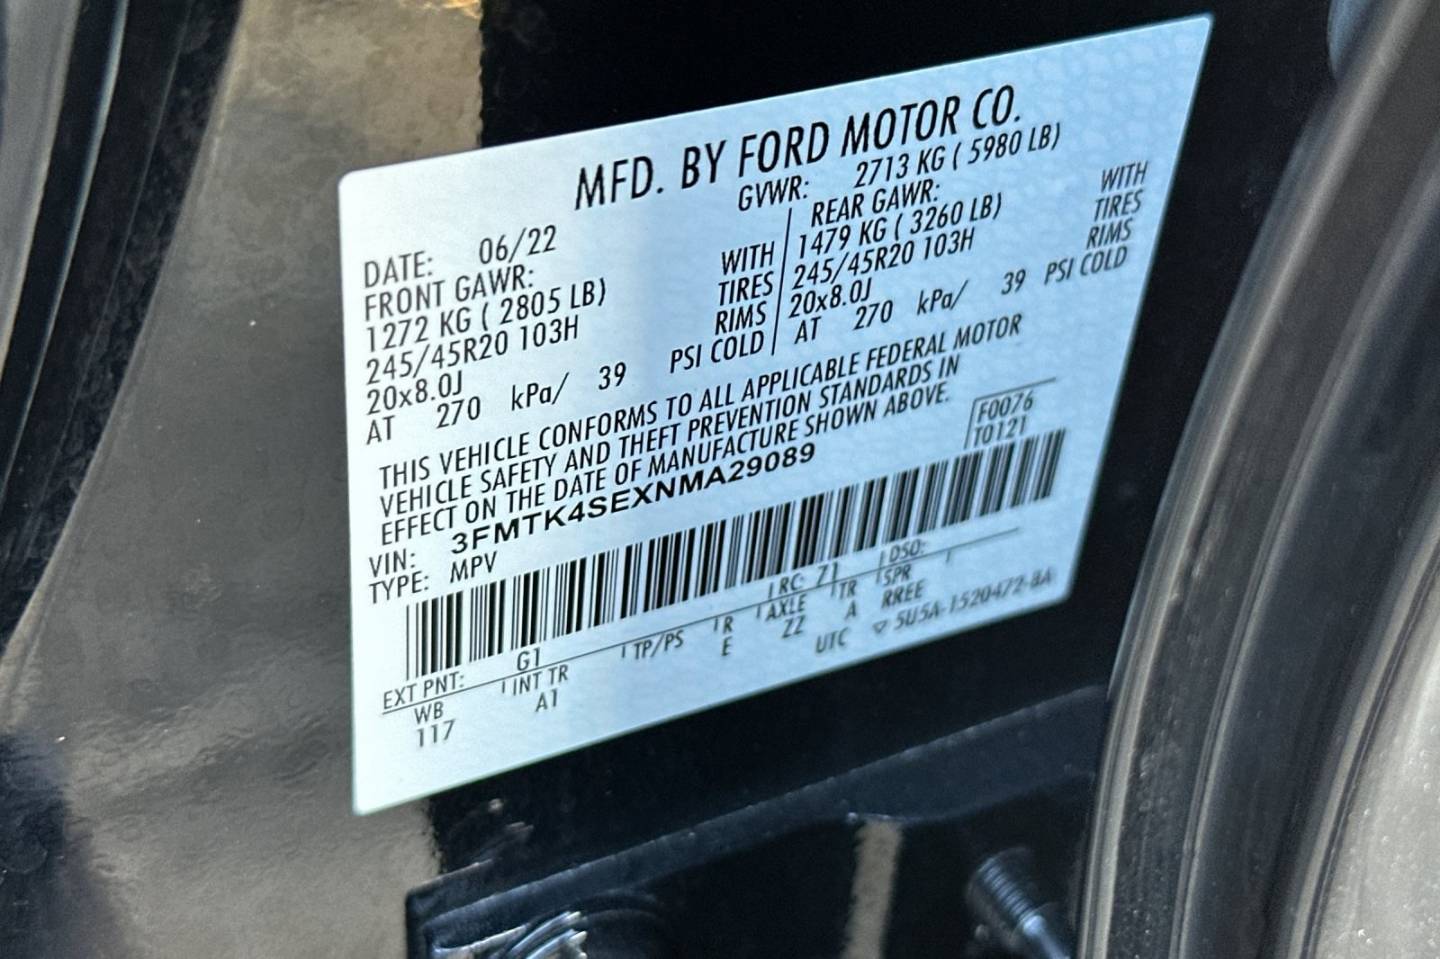 MFD. BY FORD MOTOR CO.
DATE: 06/22 GVWR: 2713 KG ( 5980 LB)
FRONT GAWR: REAR GAWR:
1272 KG ( 2805 LB) WITH 1479 KG ( 3260 LB) WITH
245/45R20 103H TIRES 245/45R20 103H TIRES
20x8.0J RIMS 20x8.0J RIMS
AT 270 kPa/ 39 PSI COLD AT 270 kPa/ 39 PSI COLD
THIS VEHICLE CONFORMS TO ALL APPLICABLE FEDERAL MOTOR
VEHICLE SAFETY AND THEFT PREVENTION STANDARDS IN
EFFECT ON THE DATE OF MANUFACTURE SHOWN ABOVE.
F0076
T0121
VIN: 3FMTK4SEXNMA29089
TYPE: MPV
EXT PNT: G1 RC: 71 DSO:
WB INT TR TP/PS R AXLE TR SPR
117 A1 E ZZ A RREE
UTC ▽ 5U5A-1520472-BA